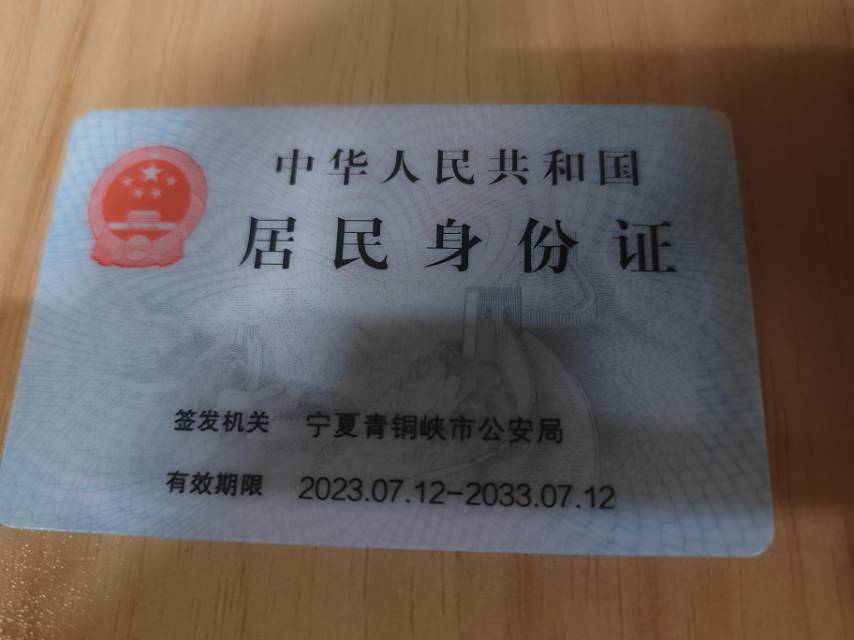 中华人民共和国
居民身份证
签发机关 宁夏青铜峡市公安局
有效期限 2023.07.12-2033.07.12